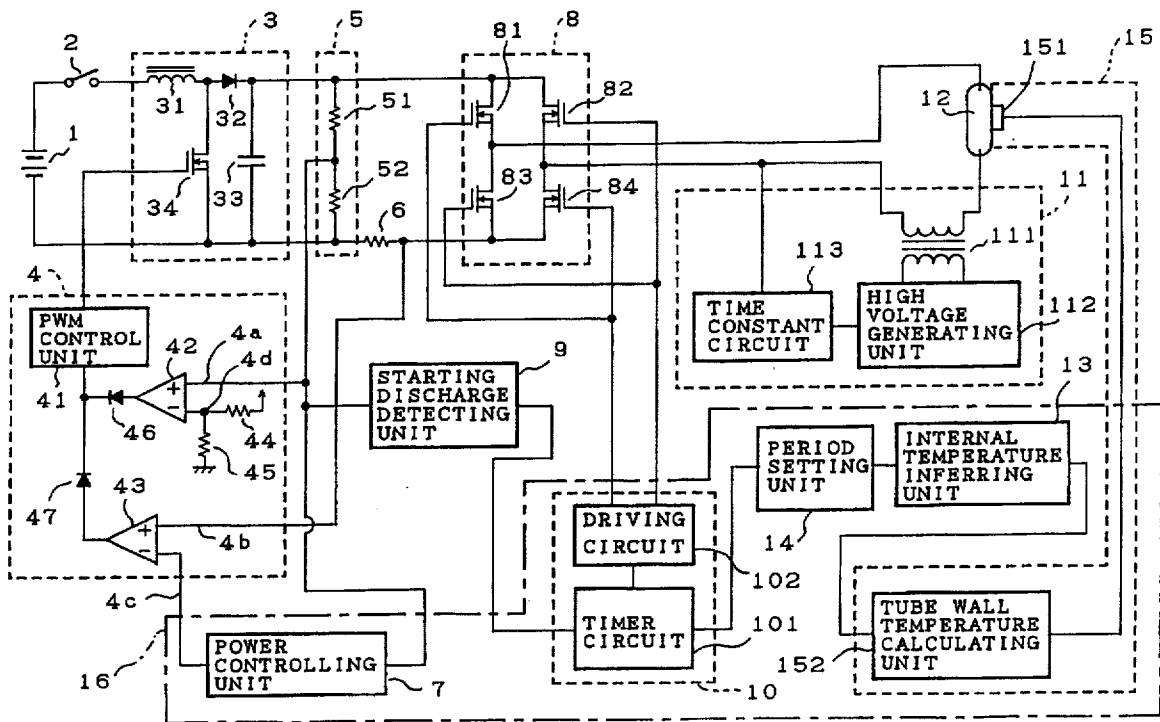 3
5
8
81
15
151
2
31
32
51
82
12
1
34
33
52
6
83
84
11
111
113
4
PWM
CONTROL
UNIT
41
42
4a
4d
46
44
45
9
STARTING
DISCHARGE
DETECTING
UNIT
TIME
CONSTANT
CIRCUIT
HIGH
VOLTAGE
GENERATING
UNIT
112
13
47
43
4b
4c
PERIOD
SETTING
UNIT
14
INTERNAL
TEMPERATURE
INFERRING
UNIT
DRIVING
CIRCUIT
102
TIMER
CIRCUIT
101
10
TUBE WALL
TEMPERATURE
CALCULATING
UNIT
152
16
POWER
CONTROLLING
UNIT
7